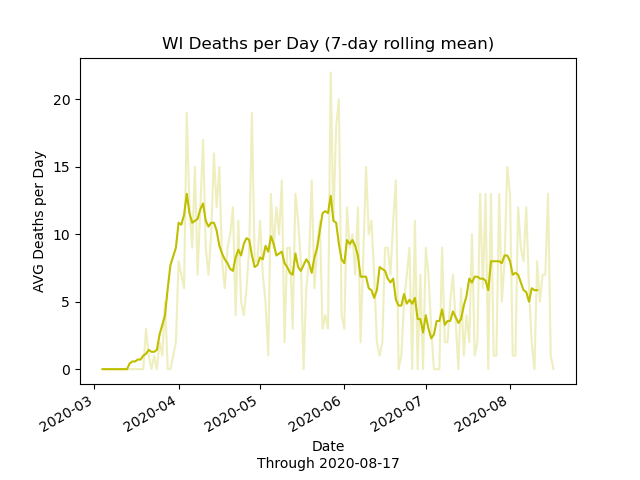 WI Deaths per Day (7-day rolling mean)
AVG Deaths per Day
20
15
10
5
0
2020-03
2020-04
2020-05
2020-06
2020-07
2020-08
Date
Through 2020-08-17